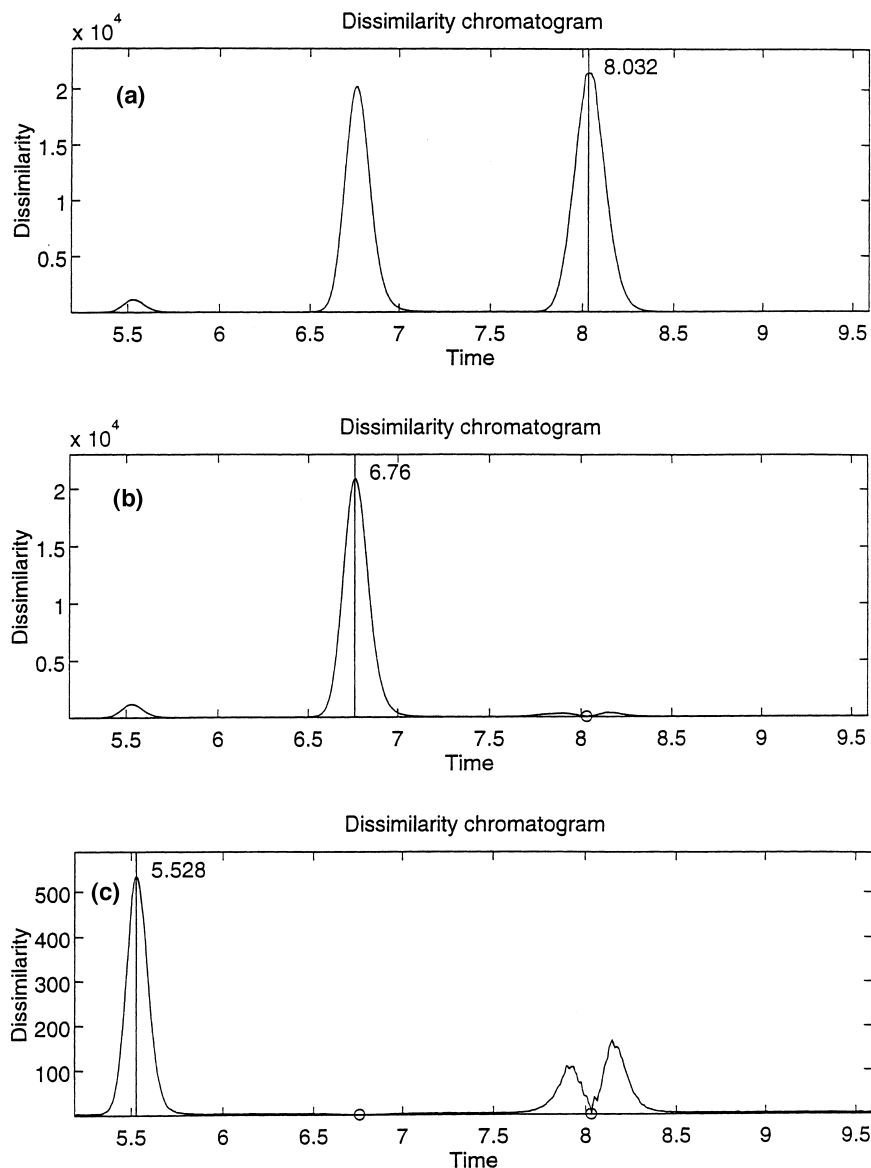 Dissimilarity chromatogram
x 10^4
(a)
8.032
2
1.5
1
0.5
Dissimilarity
5.5 6 6.5 7 7.5 8 8.5 9 9.5
Time
Dissimilarity chromatogram
x 10^4
(b)
6.76
2
1.5
1
0.5
Dissimilarity
5.5 6 6.5 7 7.5 8 8.5 9 9.5
Time
Dissimilarity chromatogram
(c)
5.528
500
400
300
200
100
Dissimilarity
5.5 6 6.5 7 7.5 8 8.5 9 9.5
Time